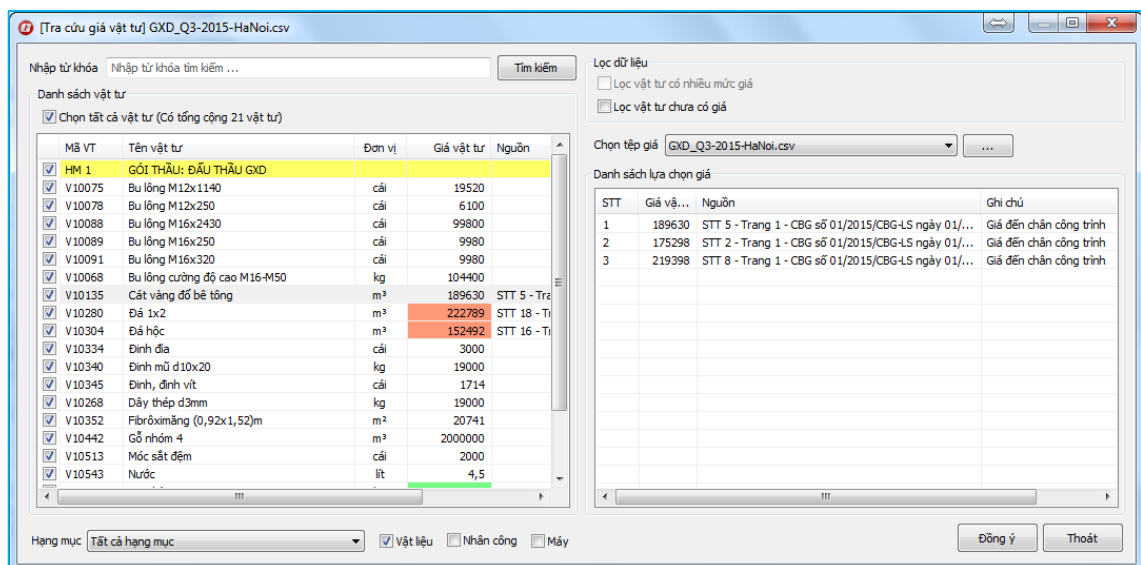 [Tra cứu giá vật tư] GXD_Q3-2015-HaNoi.csv
Nhập từ khóa Nhập từ khóa tìm kiếm ... Tìm kiếm
Danh sách vật tư
Chọn tất cả vật tư (Có tổng cộng 21 vật tư)
Mã VT Tên vật tư Đơn vị Giá vật tư Nguồn
HM 1 GÓI THẦU: ĐẤU THẦU GXD
V10075 Bu lông M12x1140 cái 19520
V10078 Bu lông M12x250 cái 6100
V10088 Bu lông M16x2430 cái 99800
V10089 Bu lông M16x250 cái 9980
V10091 Bu lông M16x320 cái 9980
V10068 Bu lông cường độ cao M16-M50 kg 104400
V10135 Cát vàng đổ bê tông m³ 189630 STT 5 - Tra
V10280 Đá 1x2 m³ 222789 STT 18 - Tr
V10304 Đá hộc m³ 152492 STT 16 - Tr
V10334 Đinh đỉa cái 3000
V10340 Đinh mũ d10x20 kg 19000
V10345 Đinh, đinh vít cái 1714
V10268 Dây thép d3mm kg 19000
V10352 Fibrôximăng (0,92x1,52)m m² 20741
V10442 Gỗ nhóm 4 m³ 2000000
V10513 Móc sắt đệm cái 2000
V10543 Nước lít 4,5
Hạng mục Tất cả hạng mục Vật liệu Nhân công Máy
Lọc dữ liệu
Lọc vật tư có nhiều mức giá
Lọc vật tư chưa có giá
Chọn tệp giá GXD_Q3-2015-HaNoi.csv ...
Danh sách lựa chọn giá
STT Giá vậ... Nguồn Ghi chú
1 189630 STT 5 - Trang 1 - CBG số 01/2015/CBG-LS ngày 01/... Giá đến chân công trình
2 175298 STT 2 - Trang 1 - CBG số 01/2015/CBG-LS ngày 01/... Giá đến chân công trình
3 219398 STT 8 - Trang 1 - CBG số 01/2015/CBG-LS ngày 01/... Giá đến chân công trình
Đồng ý Thoát